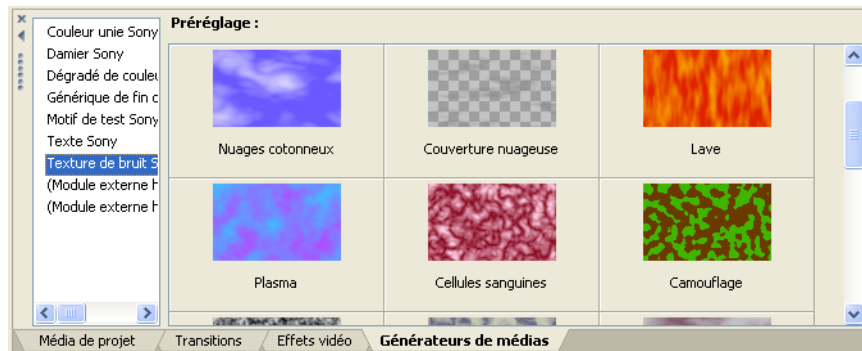 Préréglage :
Couleur unie Sony
Damier Sony
Dégradé de couleu
Générique de fin c
Motif de test Sony
Texte Sony
Texture de bruit S
(Module externe h
(Module externe h
Nuages cotonneux
Couverture nuageuse
Lave
Plasma
Cellules sanguines
Camouflage
Média de projet
Transitions
Effets vidéo
Générateurs de médias